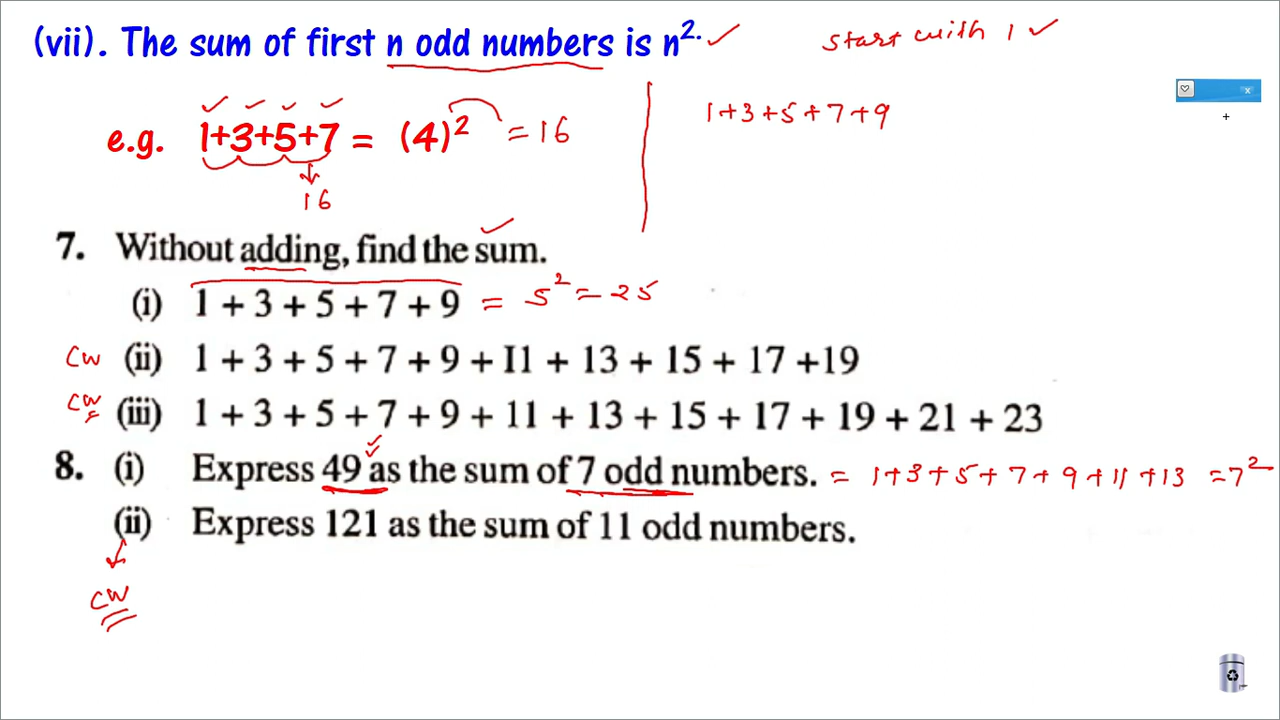 (vii). The sum of first n odd numbers is n². ✓ start with 1 ✓
e.g. 1+3+5+7 = (4)² = 16
1+3+5+7+9
16
7. Without adding, find the sum.
(i) 1 + 3 + 5 + 7 + 9 = 5² = 25
CW (ii) 1 + 3 + 5 + 7 + 9 + I1 + 13 + 15 + 17 +19
CW (iii) 1 + 3 + 5 + 7 + 9 + 11 + 13 + 15 + 17 + 19 + 21 + 23
8. (i) Express 49 as the sum of 7 odd numbers. = 1+3+5+7+9+11+13 = 7²
(ii) Express 121 as the sum of 11 odd numbers.
CW